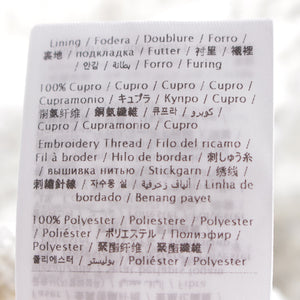 Lining / Fodera / Doublure / Forro /
裏地 / подкладка / Futter / 衬里 / 襯裡
/ 안감 / بطانة / Forro / Furing
100% Cupro / Cupro / Cupro / Cupro /
Cupramonio / キュプラ / Купро / Cupro
/ 铜氨纤维 / 銅氨纖維 / 큐프라 / كوبرو /
Cupro / Cupramonio / Cupro
Embroidery Thread / Filo del ricamo /
Fil à broder / Hilo de bordar / 刺しゅう糸
/ вышивка нитью / Stickgarn / 绣线 /
刺繡針線 / 자수용 실 / ألياف زخرفية / Linha de
bordado / Benang payet
100% Polyester / Poliestere / Polyester
/ Poliéster / ポリエステル / Полиэфир /
Polyester / 聚酯纤维 / 聚酯纖維 /
폴리에스터 / بوليستر / Poliéster / Polyester